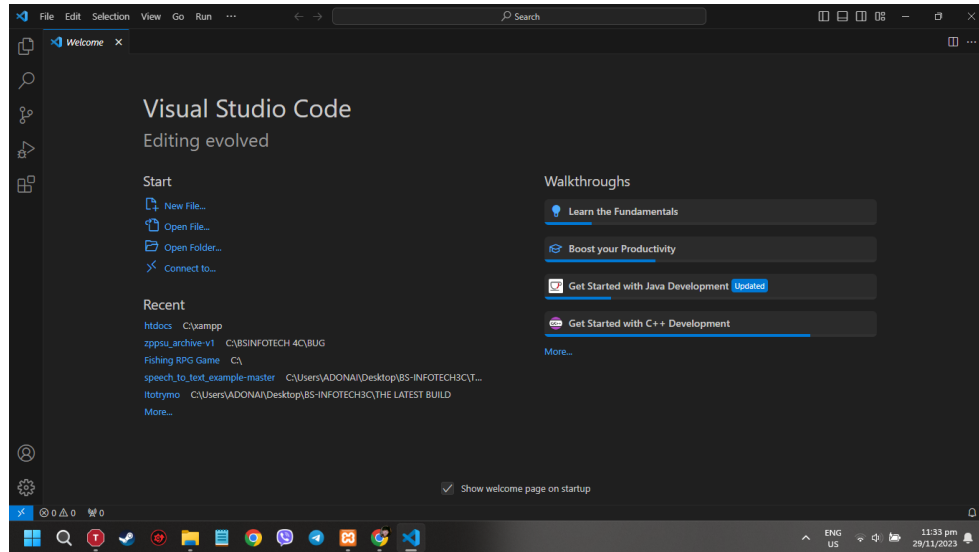 File Edit Selection View Go Run ··· Search
Welcome
Visual Studio Code
Editing evolved
Start
New File...
Open File...
Open Folder...
Connect to...
Recent
htdocs C:\xampp
zppsu_archive-v1 C:\BSINFOTECH 4C\BUG
Fishing RPG Game C:\
speech_to_text_example-master C:\Users\ADONAI\Desktop\BS-INFOTECH3C\T...
Itotrymo C:\Users\ADONAI\Desktop\BS-INFOTECH3C\THE LATEST BUILD
More...
Walkthroughs
Learn the Fundamentals
Boost your Productivity
Get Started with Java Development Updated
Get Started with C++ Development
More...
Show welcome page on startup
0 0 0
ENG
US
11:33 pm
29/11/2023